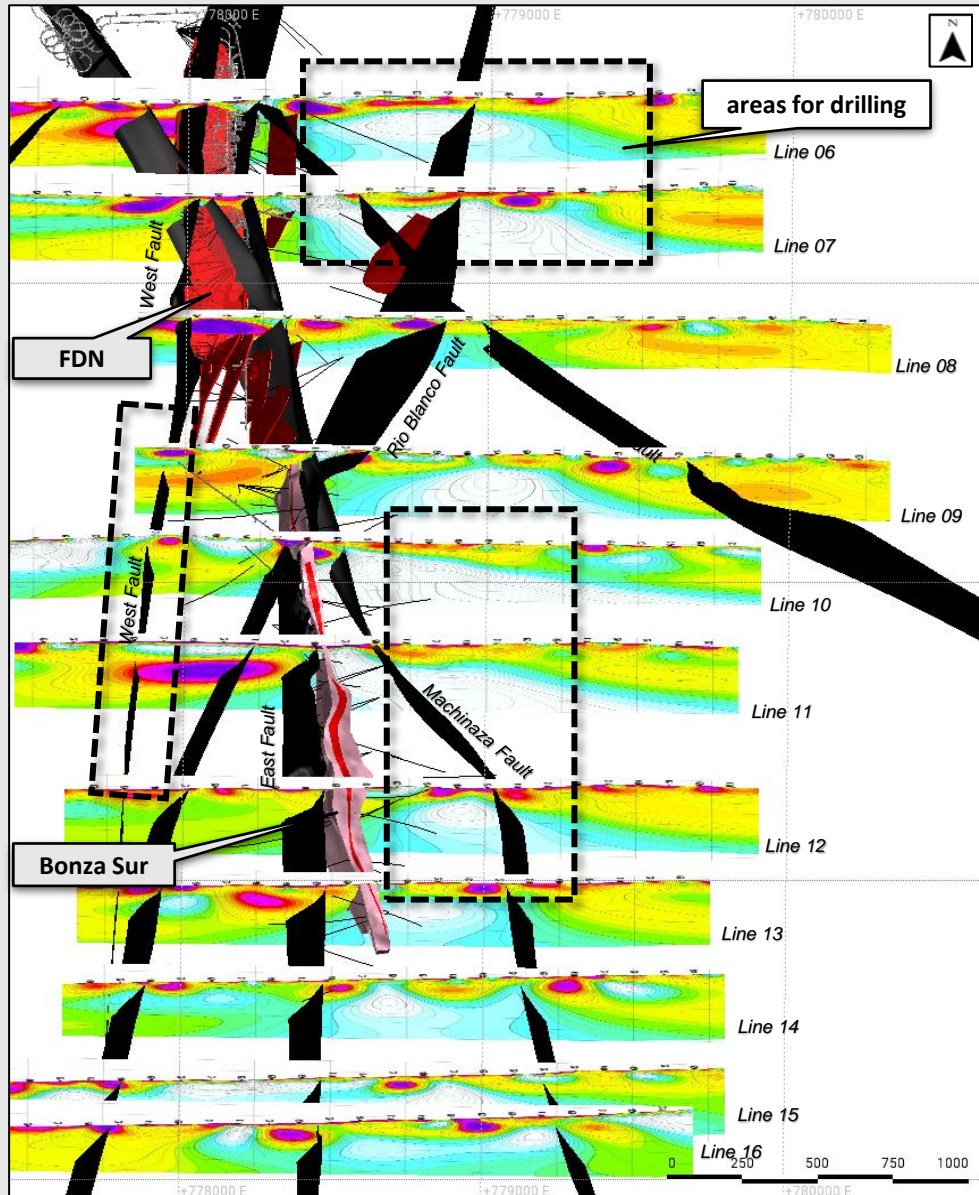 +78000 E
+779000 E
+780000 E
N
areas for drilling
Line 06
Line 07
West Fault
FDN
Line 08
Rio Blanco Fault
Fault
Line 09
West Fault
Line 10
Machinaza Fault
Line 11
East Fault
Line 12
Bonza Sur
Line 13
Line 14
Line 15
Line 16
0 250 500 750 1000
+778000 E
+779000 E
+780000 E